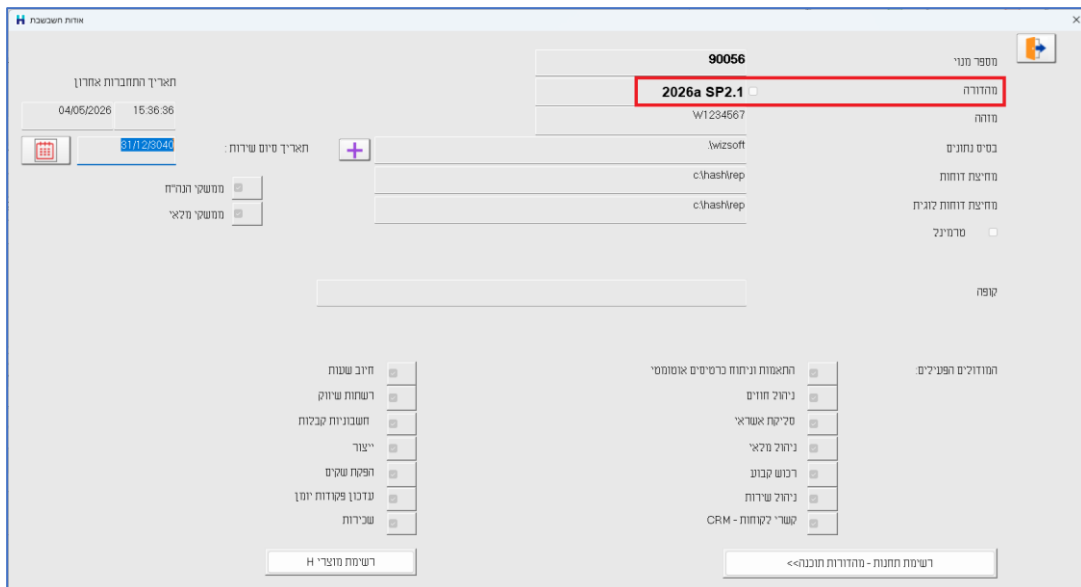 אודות חשבשבת
מספר מנוי 90056
מהדורה 2026a SP2.1
תאריך התחברות אחרון
מזהה W1234567
15:36:36 04/05/2026
בסיס נתונים .\wizsoft
תאריך סיום שירות : 31/12/3040
מחיצת דוחות c:\hash\rep
ממשקי הנה"ח
מחיצת דוחות לוגית c:\hash\rep
ממשקי מלאי
טרמינל
קופה
המודולים הפעילים:
התאמות וניתוח כרטיסים אוטומטי
ניהול חוזים
סליקת אשראי
ניהול מלאי
רכוש קבוע
ניהול שירות
קשרי לקוחות - CRM
חיוב שעות
רשתות שיווק
חשבוניות קבלות
ייצור
הפקת שקים
עדכון פקודות יומן
שכירות
רשימת תחנות - מהדורות תוכנה>>
רשימת מוצרי H